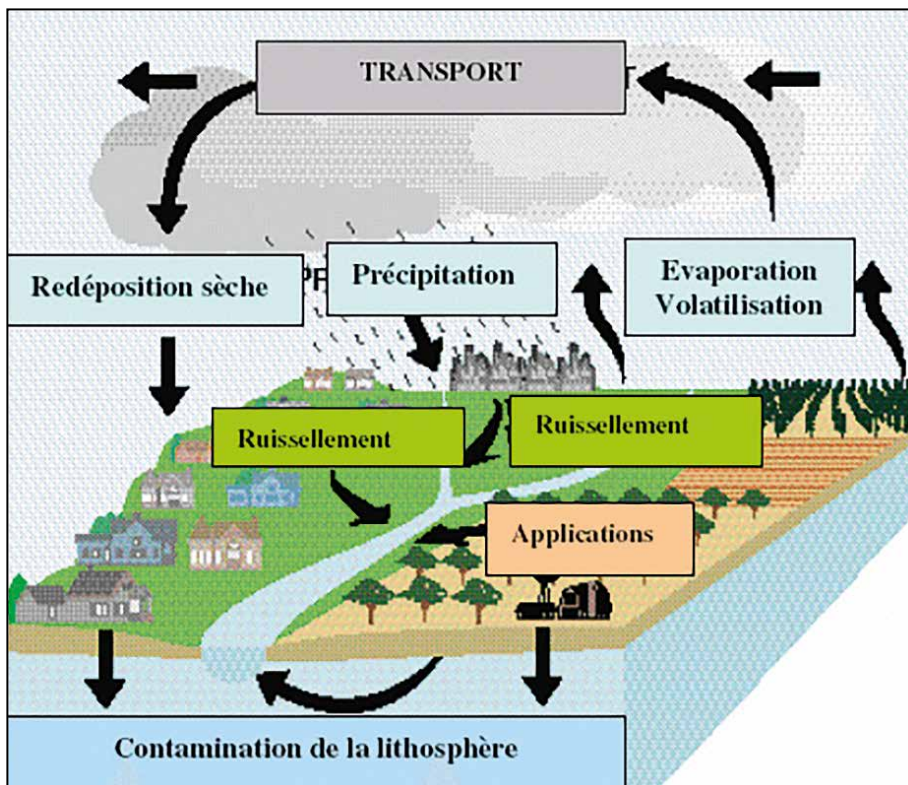 TRANSPORT
Redéposition sèche
Précipitation
Evaporation
Volatilisation
Ruissellement
Ruissellement
Applications
Contamination de la lithosphère